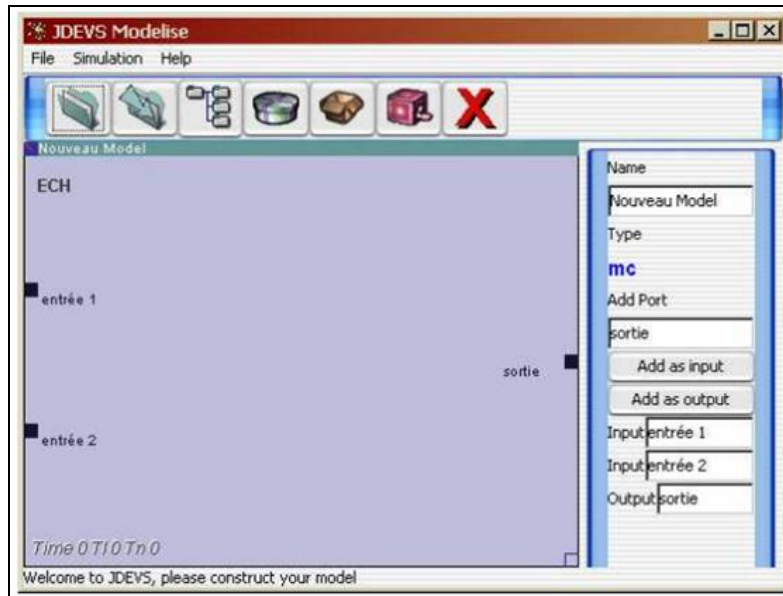 JDEVS Modelise
File Simulation Help
Nouveau Model
ECH
entrée 1
sortie
entrée 2
Time 0 Tl 0 Tn 0
Name
Nouveau Model
Type
mc
Add Port
sortie
Add as input
Add as output
Input entrée 1
Input entrée 2
Output sortie
Welcome to JDEVS, please construct your model